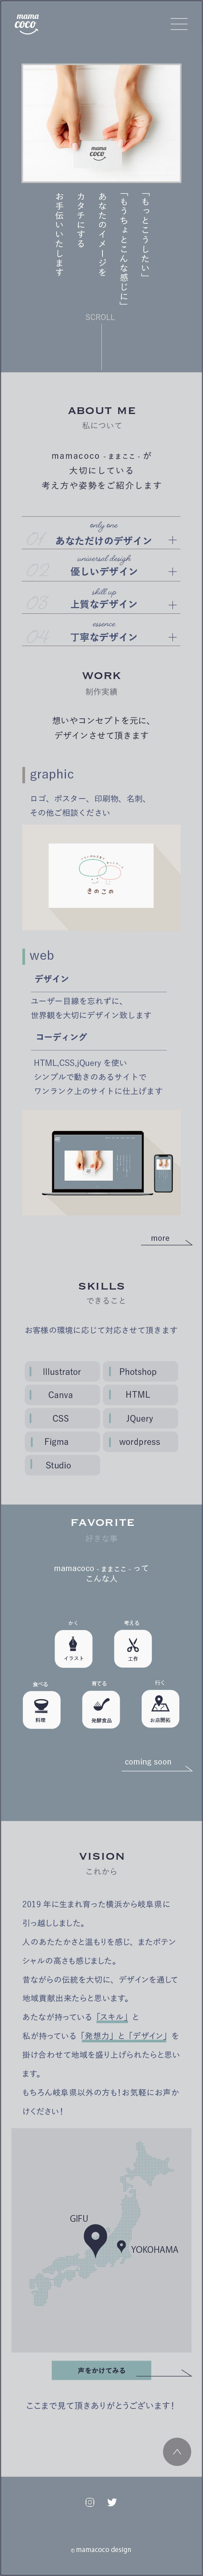 mama
coco
mama
coco
「もっとこうしたい」
「もうちょとこんな感じに」
あなたのイメージを
カタチにする
お手伝いいたします
SCROLL
ABOUT ME
私について
mamacoco - ままここ - が
大切にしている
考え方や姿勢をご紹介します
01
only one
あなただけのデザイン
02
universal desigh
優しいデザイン
03
skill up
上質なデザイン
04
essence
丁寧なデザイン
WORK
制作実績
想いやコンセプトを元に、
デザインさせて頂きます
graphic
ロゴ、ポスター、印刷物、名刺、
その他ご相談ください
きのこの
web
デザイン
ユーザー目線を忘れずに、
世界観を大切にデザイン致します
コーディング
HTML,CSS,jQuery を使い
シンプルで動きのあるサイトで
ワンランク上のサイトに仕上げます
more
SKILLS
できること
お客様の環境に応じて対応させて頂きます
Illustrator
Photshop
Canva
HTML
CSS
JQuery
Figma
wordpress
Studio
FAVORITE
好きな事
mamacoco - ままここ - って
こんな人
かく
イラスト
考える
工作
食べる
料理
育てる
発酵食品
行く
お店開拓
coming soon
VISION
これから
2019 年に生まれ育った横浜から岐阜県に
引っ越ししました。
人のあたたかさと温もりを感じ、またポテン
シャルの高さも感じました。
昔ながらの伝統を大切に、デザインを通して
地域貢献出来たらと思います。
あたなが持っている「スキル」と
私が持っている「発想力」と「デザイン」を
掛け合わせて地域を盛り上げられたらと思い
ます。
もちろん岐阜県以外の方も！お気軽にお声か
けください！
GIFU
YOKOHAMA
声をかけてみる
ここまで見て頂きありがとうございます！
© mamacoco design